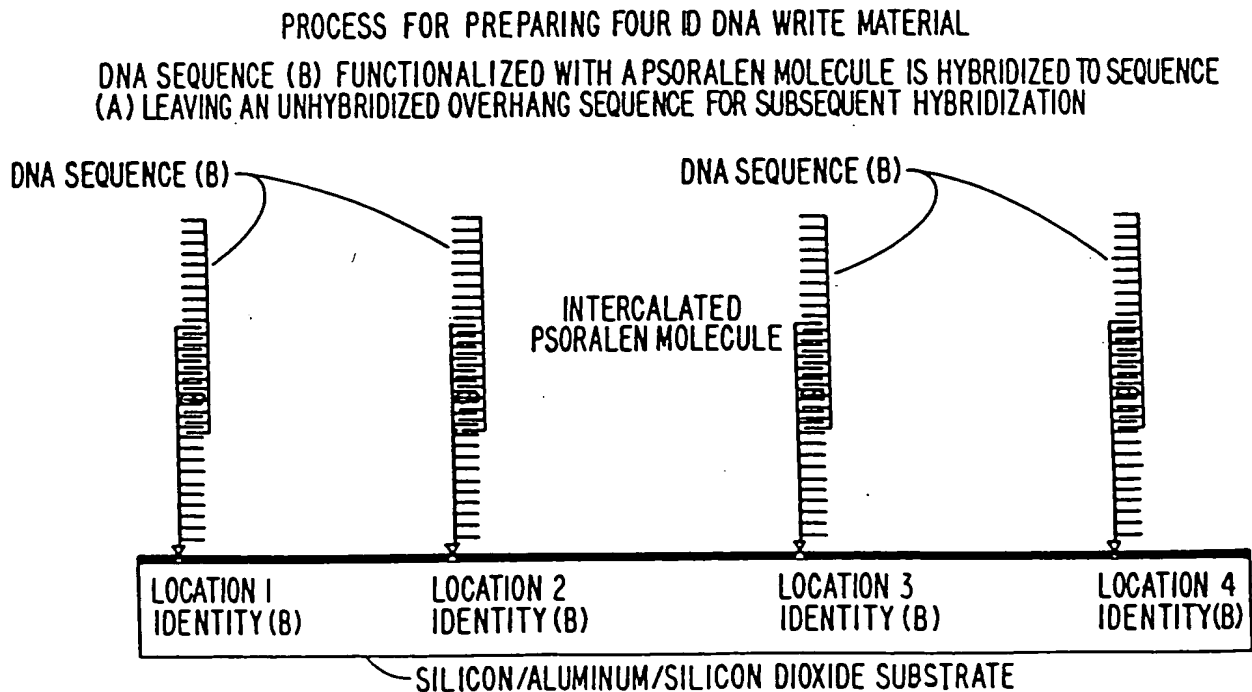 PROCESS FOR PREPARING FOUR ID DNA WRITE MATERIAL
DNA SEQUENCE (B) FUNCTIONALIZED WITH A PSORALEN MOLECULE IS HYBRIDIZED TO SEQUENCE
(A) LEAVING AN UNHYBRIDIZED OVERHANG SEQUENCE FOR SUBSEQUENT HYBRIDIZATION
DNA SEQUENCE (B)
DNA SEQUENCE (B)
INTERCALATED
PSORALEN MOLECULE
LOCATION 1
IDENTITY (B)
LOCATION 2
IDENTITY (B)
LOCATION 3
IDENTITY (B)
LOCATION 4
IDENTITY (B)
SILICON/ALUMINUM/SILICON DIOXIDE SUBSTRATE